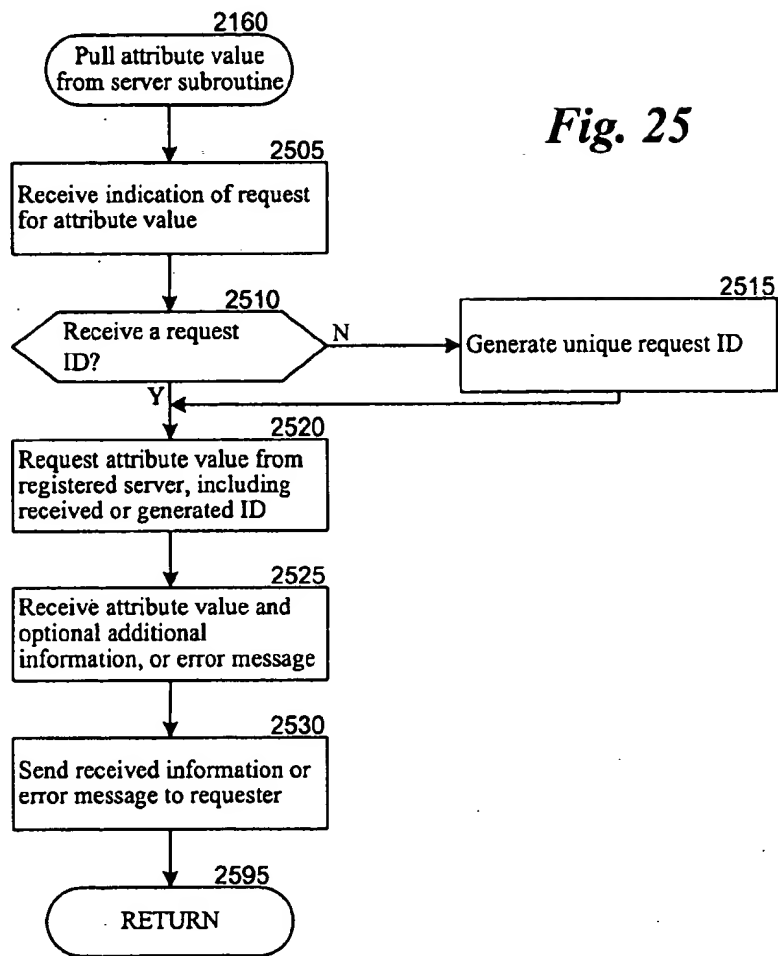 2160
Pull attribute value
from server subroutine
Fig. 25
2505
Receive indication of request
for attribute value
2510
Receive a request
ID?
N
2515
Generate unique request ID
Y
2520
Request attribute value from
registered server, including
received or generated ID
2525
Receive attribute value and
optional additional
information, or error message
2530
Send received information or
error message to requester
2595
RETURN